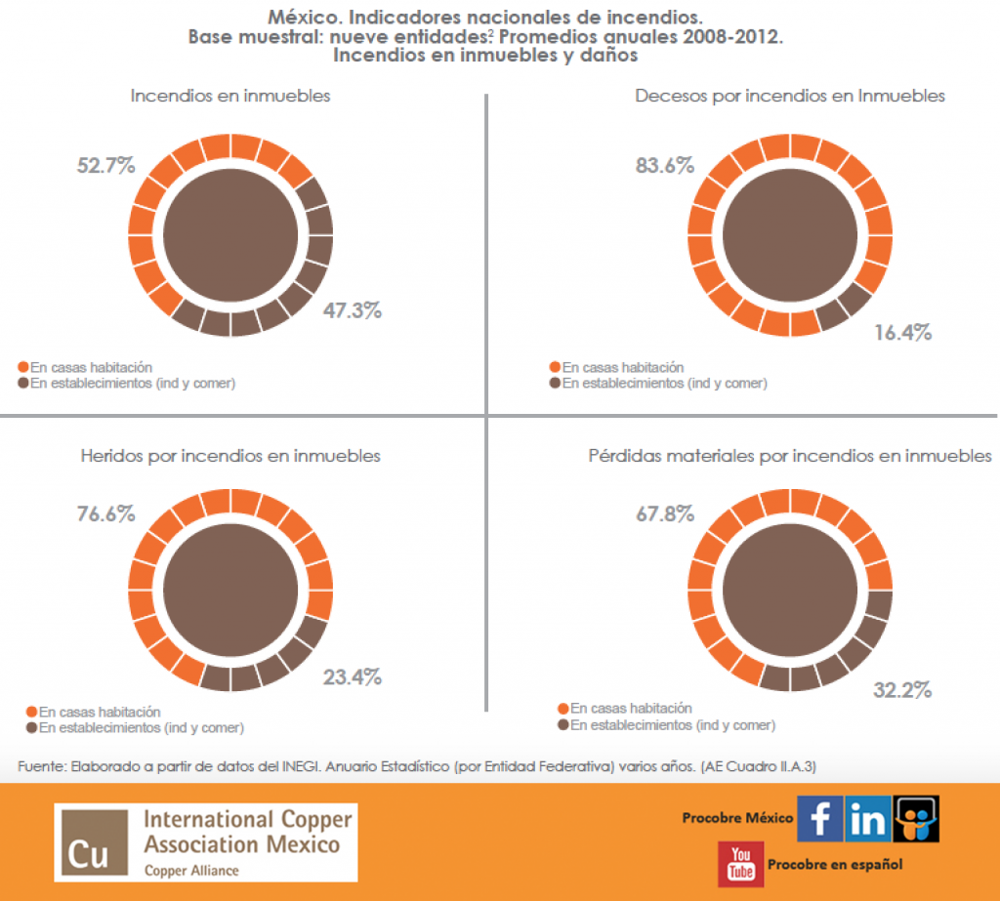 México. Indicadores nacionales de incendios.
Base muestral: nueve entidades.² Promedios anuales 2008-2012.
Incendios en inmuebles y daños
Incendios en inmuebles
52.7%
47.3%
En casas habitación
En establecimientos (ind y comer)
Decesos por incendios en Inmuebles
83.6%
16.4%
En casas habitación
En establecimientos (ind y comer)
Heridos por incendios en inmuebles
76.6%
23.4%
En casas habitación
En establecimientos (ind y comer)
Pérdidas materiales por incendios en inmuebles
67.8%
32.2%
En casas habitación
En establecimientos (ind y comer)
Fuente: Elaborado a partir de datos del INEGI. Anuario Estadístico (por Entidad Federativa) varios años. (AE Cuadro II.A.3)
Cu
International Copper
Association Mexico
Copper Alliance
Procobre México
f
in
You
Tube
Procobre en español